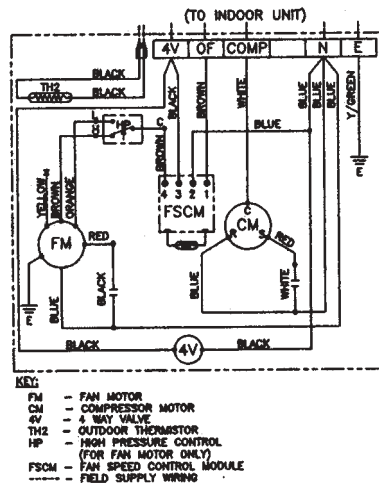 (TO INDOOR UNIT)
4V OF COMP N E
BLACK
TH2
BLACK
BLACK
BROWN
WHITE
BLUE
BLUE
BLUE
Y/GREEN
L
HP
C
BLUE
BROWN
E
YELLOW
BROWN
ORANGE
4 3 2 1
FSCM
C
CM
R S
RED
FM
RED
BLUE
BLACK
BLUE
WHITE
E
BLACK 4V BLACK
KEY:
FM - FAN MOTOR
CM - COMPRESSOR MOTOR
4V - 4 WAY VALVE
TH2 - OUTDOOR THERMISTOR
HP - HIGH PRESSURE CONTROL
(FOR FAN MOTOR ONLY)
FSCM - FAN SPEED CONTROL MODULE
- FIELD SUPPLY WIRING